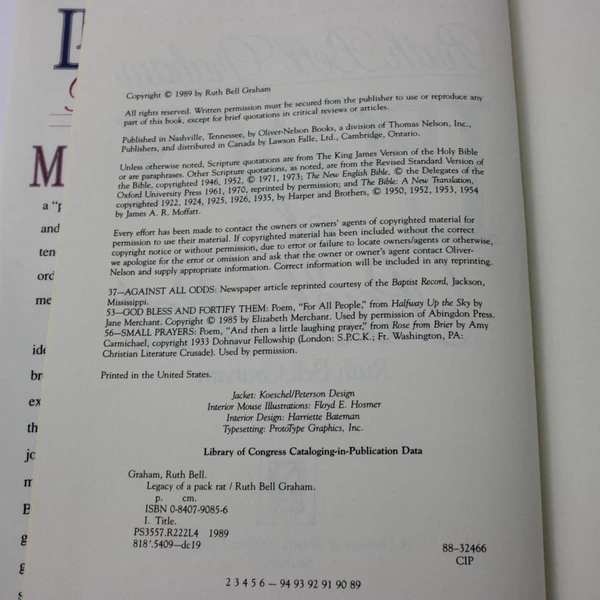 Copyright © 1989 by Ruth Bell Graham
All rights reserved. Written permission must be secured from the publisher to use or reproduce any
part of this book, except for brief quotations in critical reviews or articles.
Published in Nashville, Tennessee, by Oliver-Nelson Books, a division of Thomas Nelson, Inc.,
Publishers, and distributed in Canada by Lawson Falle, Ltd., Cambridge, Ontario.
Unless otherwise noted, Scripture quotations are from The King James Version of the Holy Bible
or are paraphrases. Other Scripture quotations, as noted, are from the Revised Standard Version of
the Bible, copyrighted 1946, 1952, © 1971, 1973; The New English Bible, © the Delegates of the
Oxford University Press 1961, 1970, reprinted by permission; and The Bible: A New Translation,
copyrighted 1922, 1924, 1925, 1926, 1935, by Harper and Brothers, © 1950, 1952, 1953, 1954
by James A. R. Moffatt.
Every effort has been made to contact the owners or owners' agents of copyrighted material for
permission to use their material. If copyrighted material has been included without the correct
copyright notice or without permission, due to error or failure to locate owners/agents or otherwise,
we apologize for the error or omission and ask that the owner or owner's agent contact Oliver-
Nelson and supply appropriate information. Correct information will be included in any reprinting.
37—AGAINST ALL ODDS: Newspaper article reprinted courtesy of the Baptist Record, Jackson,
Mississippi.
53—GOD BLESS AND FORTIFY THEM: Poem, "For All People," from Halfway Up the Sky by
Jane Merchant. Copyright © 1985 by Elizabeth Merchant. Used by permission of Abingdon Press.
56—SMALL PRAYERS: Poem, "And then a little laughing prayer," from Rose from Brier by Amy
Carmichael, copyright 1933 Dohnavur Fellowship (London: S.P.C.K.; Ft. Washington, PA:
Christian Literature Crusade). Used by permission.
Printed in the United States.
Jacket: Koeschel/Peterson Design
Interior Mouse Illustrations: Floyd E. Hosmer
Interior Design: Harriette Bateman
Typesetting: ProtoType Graphics, Inc.
Library of Congress Cataloging-in-Publication Data
Graham, Ruth Bell.
Legacy of a pack rat / Ruth Bell Graham.
p. cm.
ISBN 0-8407-9085-6
I. Title.
PS3557.R222L4 1989
818'.5409—dc19
88-32466
CIP
2 3 4 5 6 — 94 93 92 91 90 89
M
a "p
and
ten
ord
me
ide
br
ex
th
jo
m
B
g
g